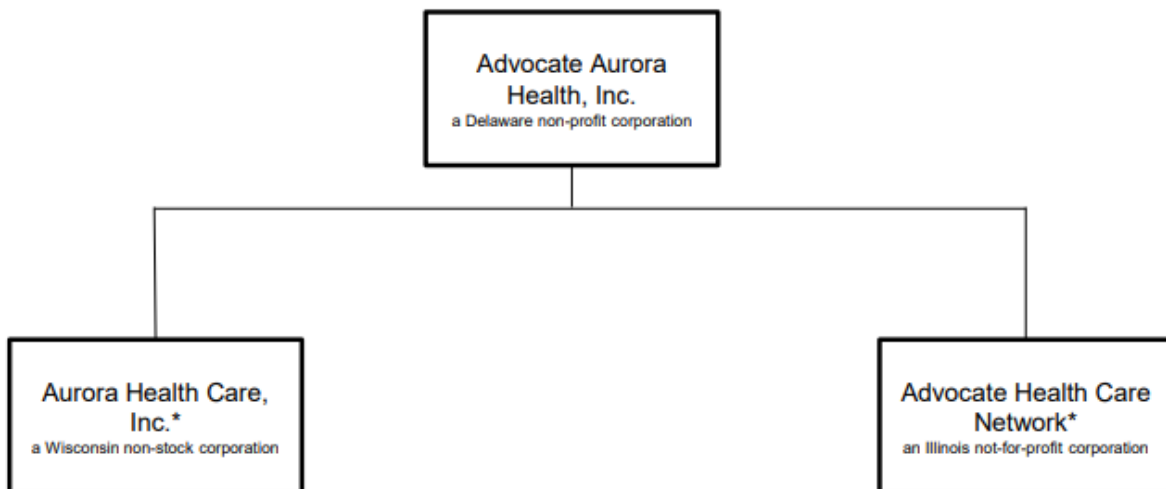 Advocate Aurora
Health, Inc.
a Delaware non-profit corporation
Aurora Health Care,
Inc.*
a Wisconsin non-stock corporation
Advocate Health Care
Network*
an Illinois not-for-profit corporation